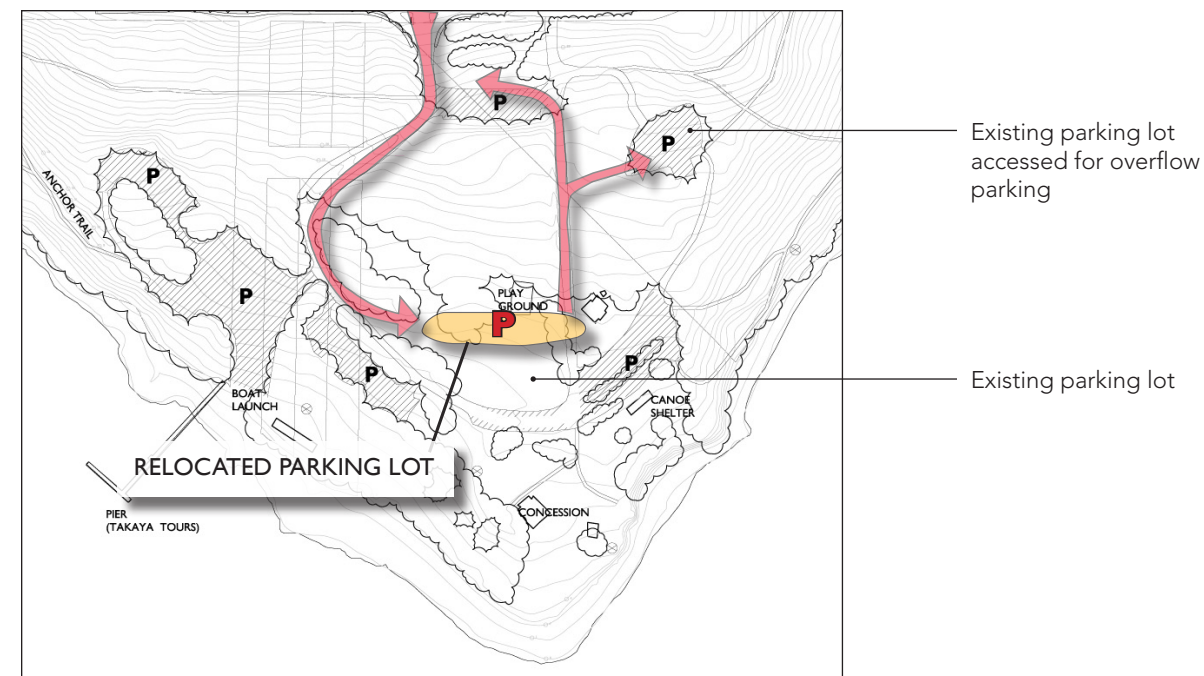 P
P
Existing parking lot
accessed for overflow
parking
P
ANCHOR TRAIL
P
PLAY
GROUND
P
P
P
Existing parking lot
BOAT
LAUNCH
CANOE
SHELTER
RELOCATED PARKING LOT
PIER
(TAKAYA TOURS)
CONCESSION